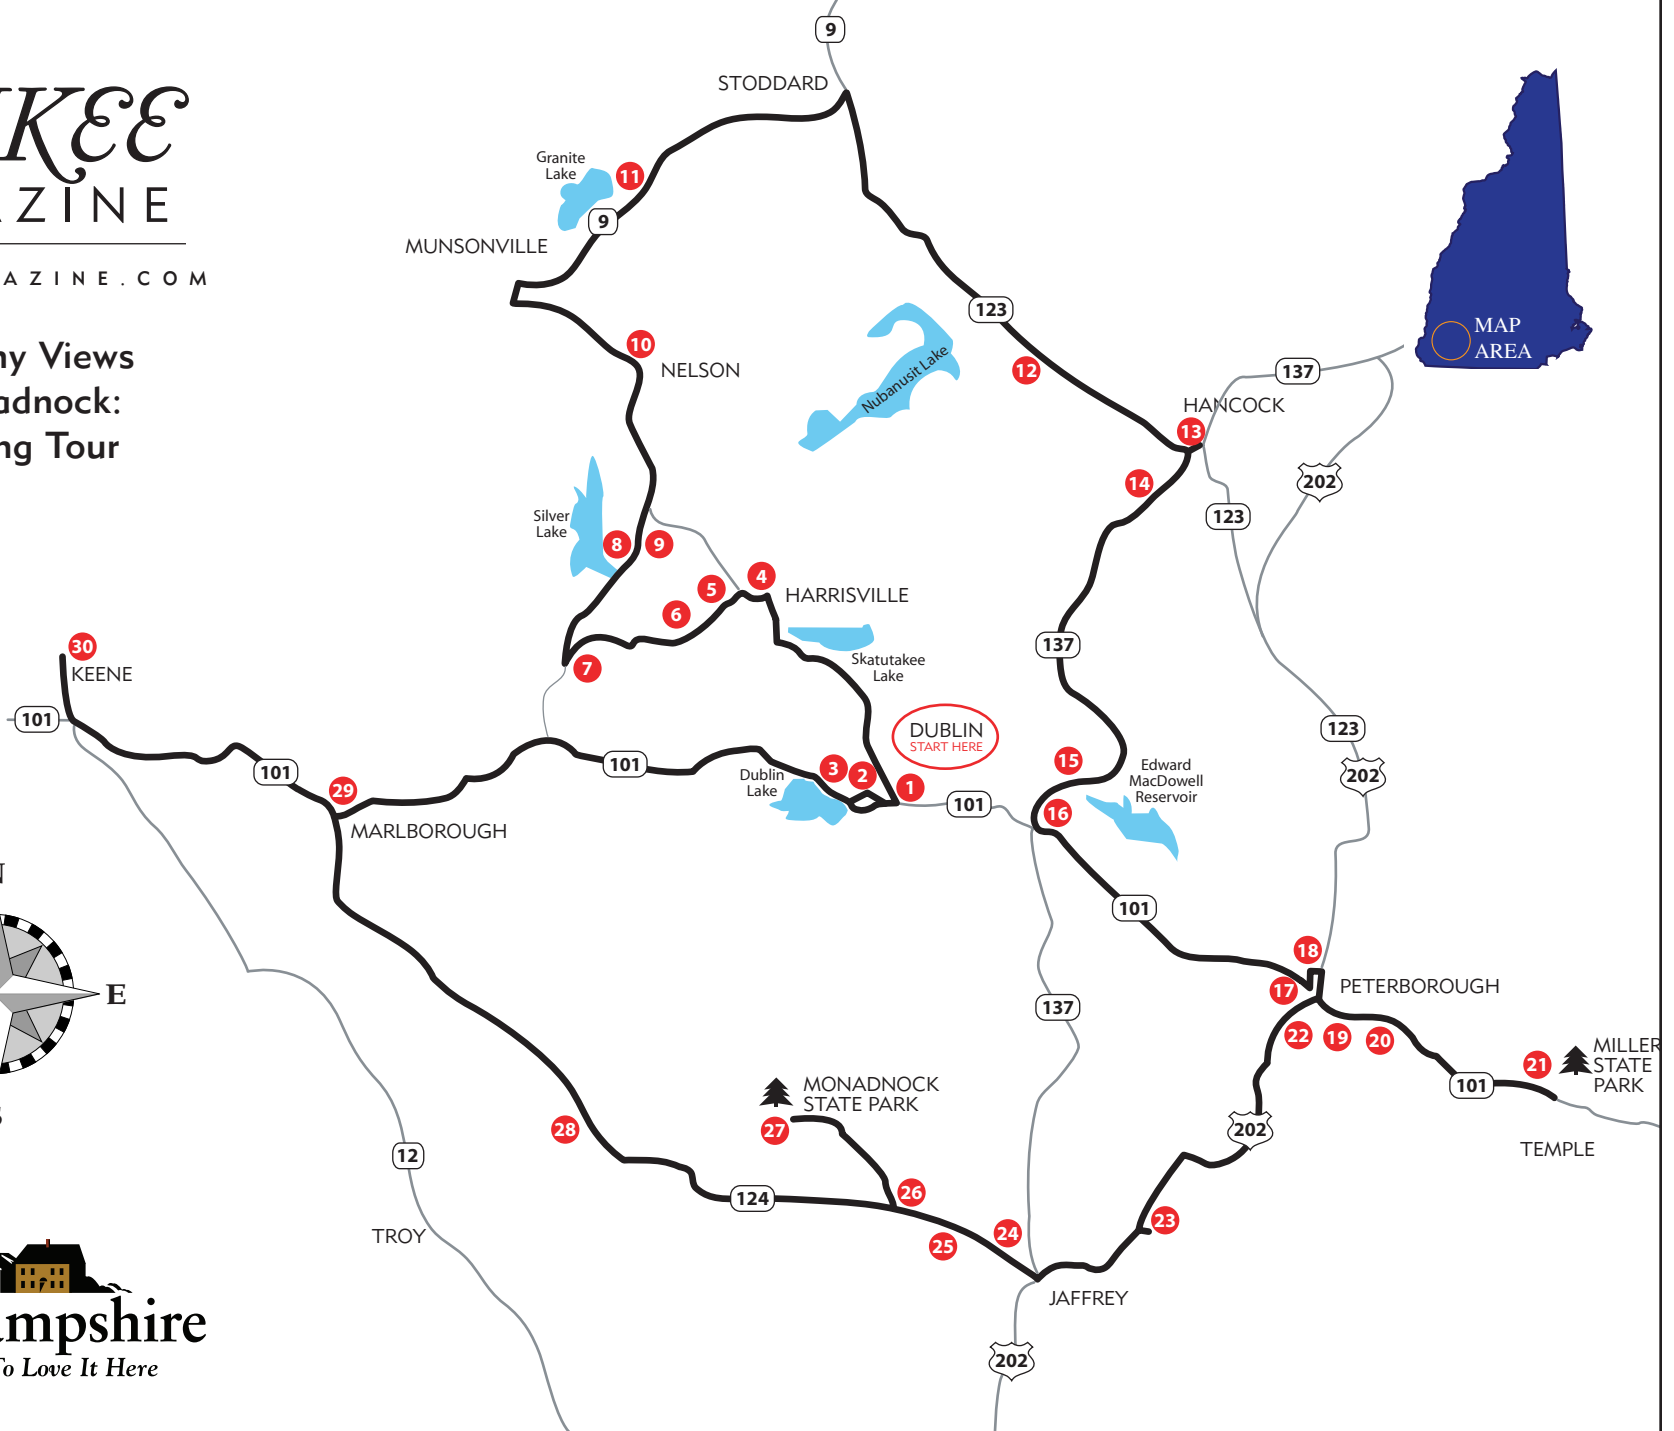 KEE
AZINE
AZINE.COM
ny Views
adnock:
ng Tour
9
STODDARD
Granite
Lake
11
9
MUNSONVILLE
10
NELSON
123
12
Nubanusit Lake
MAP
AREA
137
HANCOCK
13
14
202
123
Silver
Lake
8
9
4
5
6
HARRISVILLE
7
Skatutakee
Lake
137
30
KEENE
101
DUBLIN
START HERE
123
202
101
101
3
2
1
Dublin
Lake
101
15
Edward
MacDowell
Reservoir
16
29
MARLBOROUGH
101
E
18
17
PETERBOROUGH
137
22
19
20
21
MILLER
STATE
PARK
101
MONADNOCK
STATE PARK
27
28
202
TEMPLE
12
124
26
25
24
23
TROY
JAFFREY
202
ampshire
To Love It Here